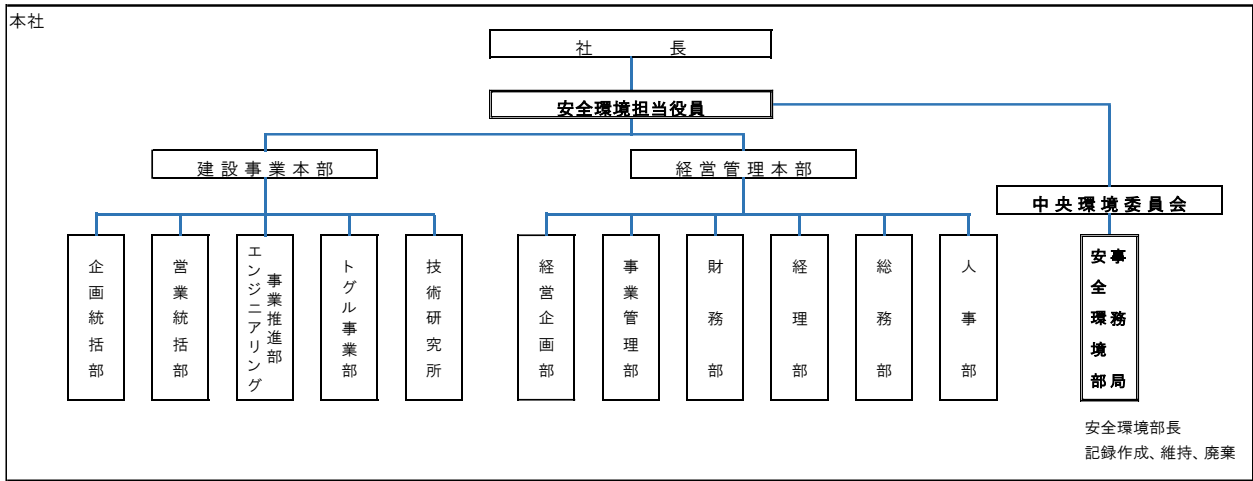 本社
社長
安全環境担当役員
建設事業本部
経営管理本部
中央環境委員会
企画統括部
営業統括部
エンジニアリング
事業推進部
トグル事業部
技術研究所
経営企画部
事業管理部
財務部
経理部
総務部
人事部
事務局
安全環境部
安全環境部長
記録作成、維持、廃棄